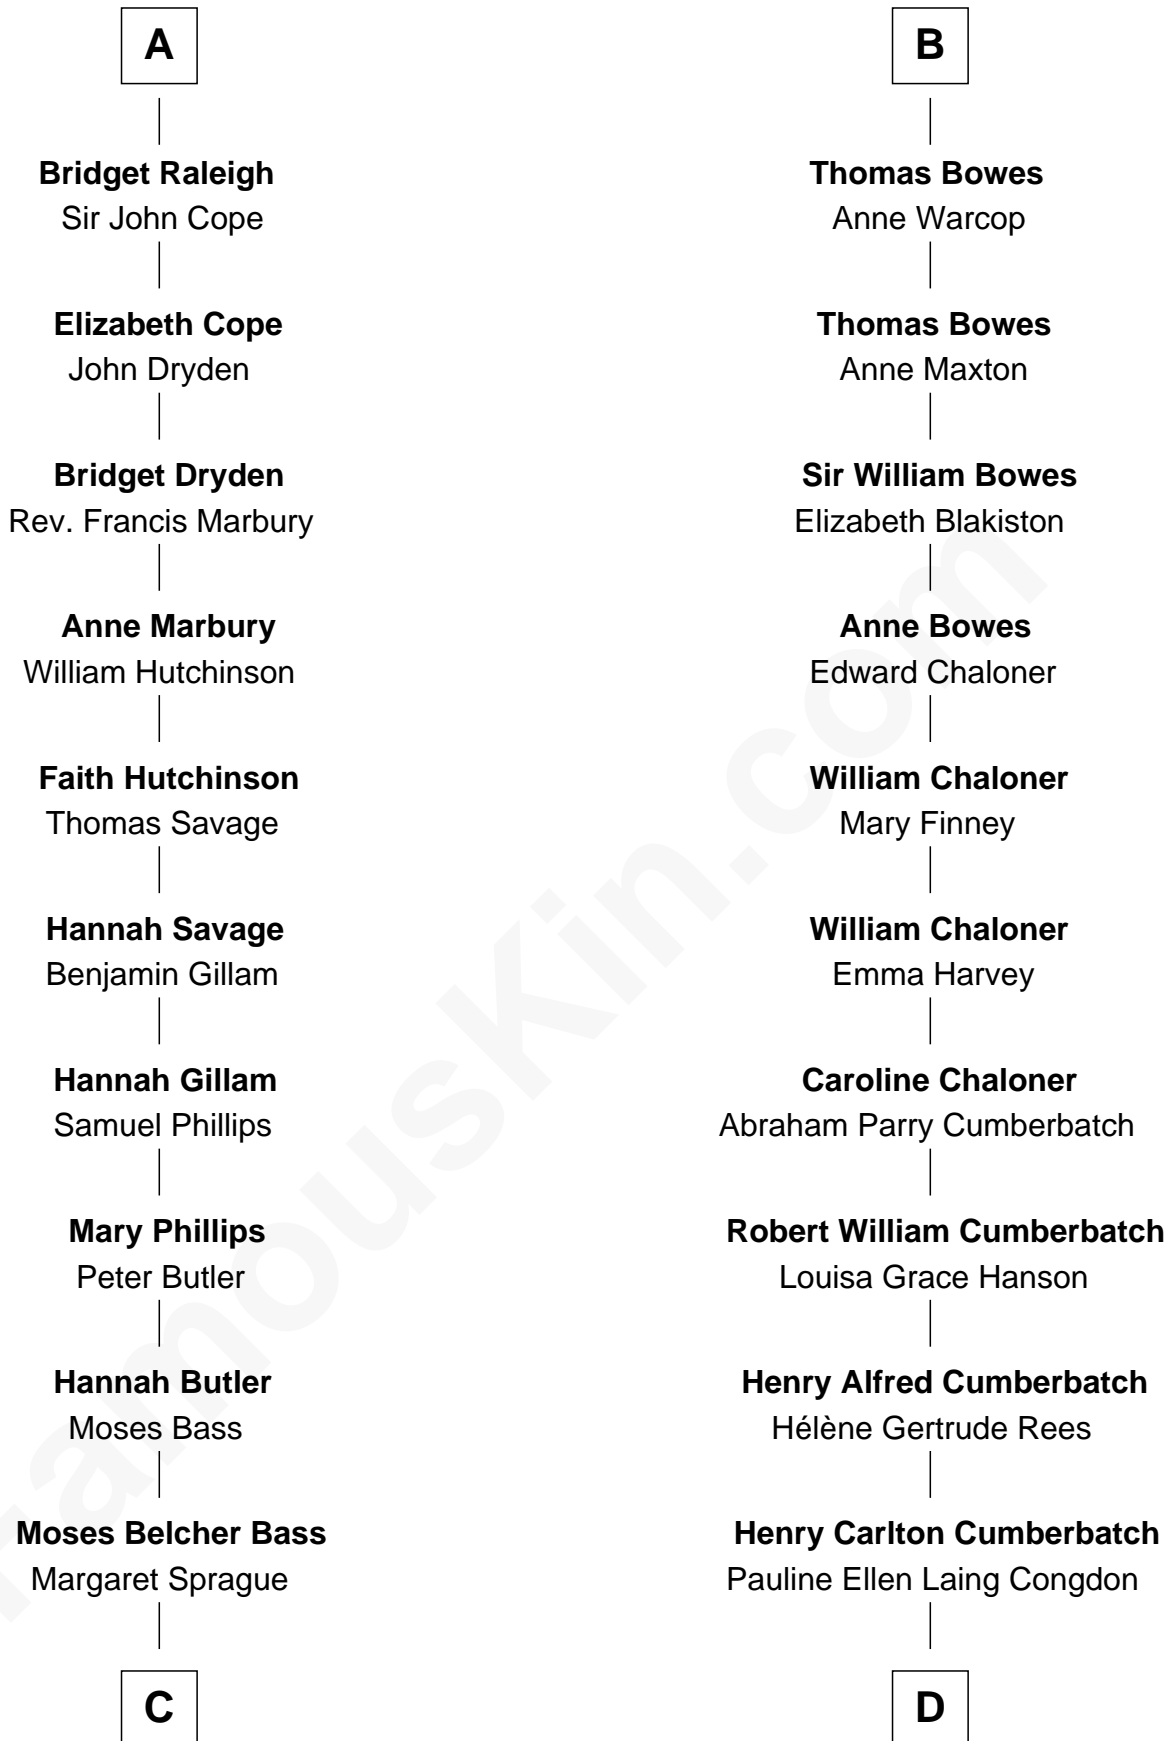 A
Bridget Raleigh
Sir John Cope
Elizabeth Cope
John Dryden
Bridget Dryden
Rev. Francis Marbury
Anne Marbury
William Hutchinson
Faith Hutchinson
Thomas Savage
Hannah Savage
Benjamin Gillam
Hannah Gillam
Samuel Phillips
Mary Phillips
Peter Butler
Hannah Butler
Moses Bass
Moses Belcher Bass
Margaret Sprague
C
B
Thomas Bowes
Anne Warcop
Thomas Bowes
Anne Maxton
Sir William Bowes
Elizabeth Blakiston
Anne Bowes
Edward Chaloner
William Chaloner
Mary Finney
William Chaloner
Emma Harvey
Caroline Chaloner
Abraham Parry Cumberbatch
Robert William Cumberbatch
Louisa Grace Hanson
Henry Alfred Cumberbatch
Hélène Gertrude Rees
Henry Carlton Cumberbatch
Pauline Ellen Laing Congdon
D
FamousKin.com